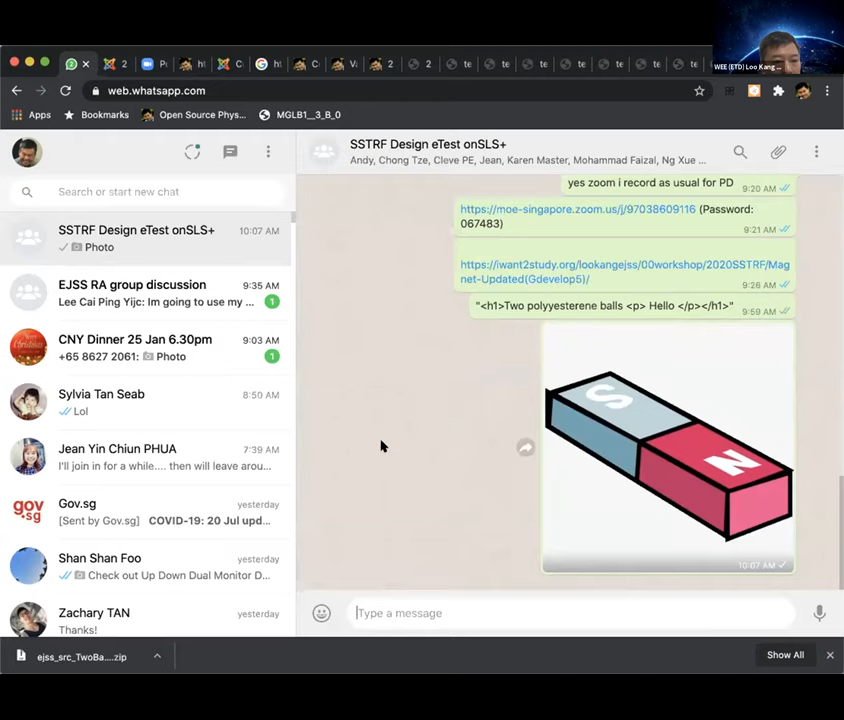 WEE (ETD) Loo Kang ...
2
web.whatsapp.com
Apps
Bookmarks
Open Source Phys...
MGLB1__3_B_0
Search or start new chat
SSTRF Design eTest onSLS+
10:07 AM
Photo
EJSS RA group discussion
9:35 AM
Lee Cai Ping Yijc: Im going to use my ...
1
CNY Dinner 25 Jan 6.30pm
9:03 AM
+65 8627 2061: Photo
1
Sylvia Tan Seab
8:50 AM
Lol
Jean Yin Chiun PHUA
7:39 AM
I'll join in for a while.... then will leave arou...
gov
sg
Gov.sg
yesterday
[Sent by Gov.sg] COVID-19: 20 Jul upd...
Shan Shan Foo
yesterday
Check out Up Down Dual Monitor D...
Zachary TAN
yesterday
Thanks!
SSTRF Design eTest onSLS+
Andy, Chong Tze, Cleve PE, Jean, Karen Master, Mohammad Faizal, Ng Xue ...
yes zoom i record as usual for PD
9:20 AM
https://moe-singapore.zoom.us/j/97038609116 (Password:
067483)
9:21 AM
https://iwant2study.org/lookangejss/00workshop/2020SSTRF/Mag
net-Updated(Gdevelop5)/
9:26 AM
"<h1>Two polyyesterene balls <p> Hello </p></h1>"
9:59 AM
S
N
10:07 AM
Type a message
ejss_src_TwoBa....zip
Show All